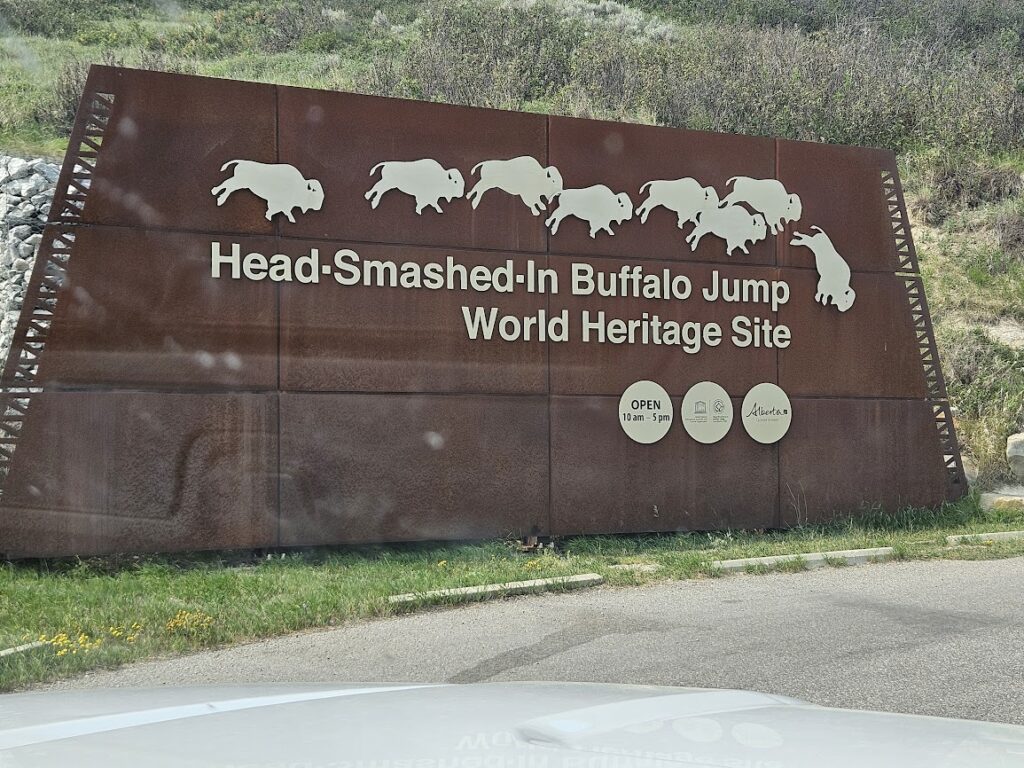 Head-Smashed-In Buffalo Jump
World Heritage Site
OPEN
10 am – 5 pm
Alberta